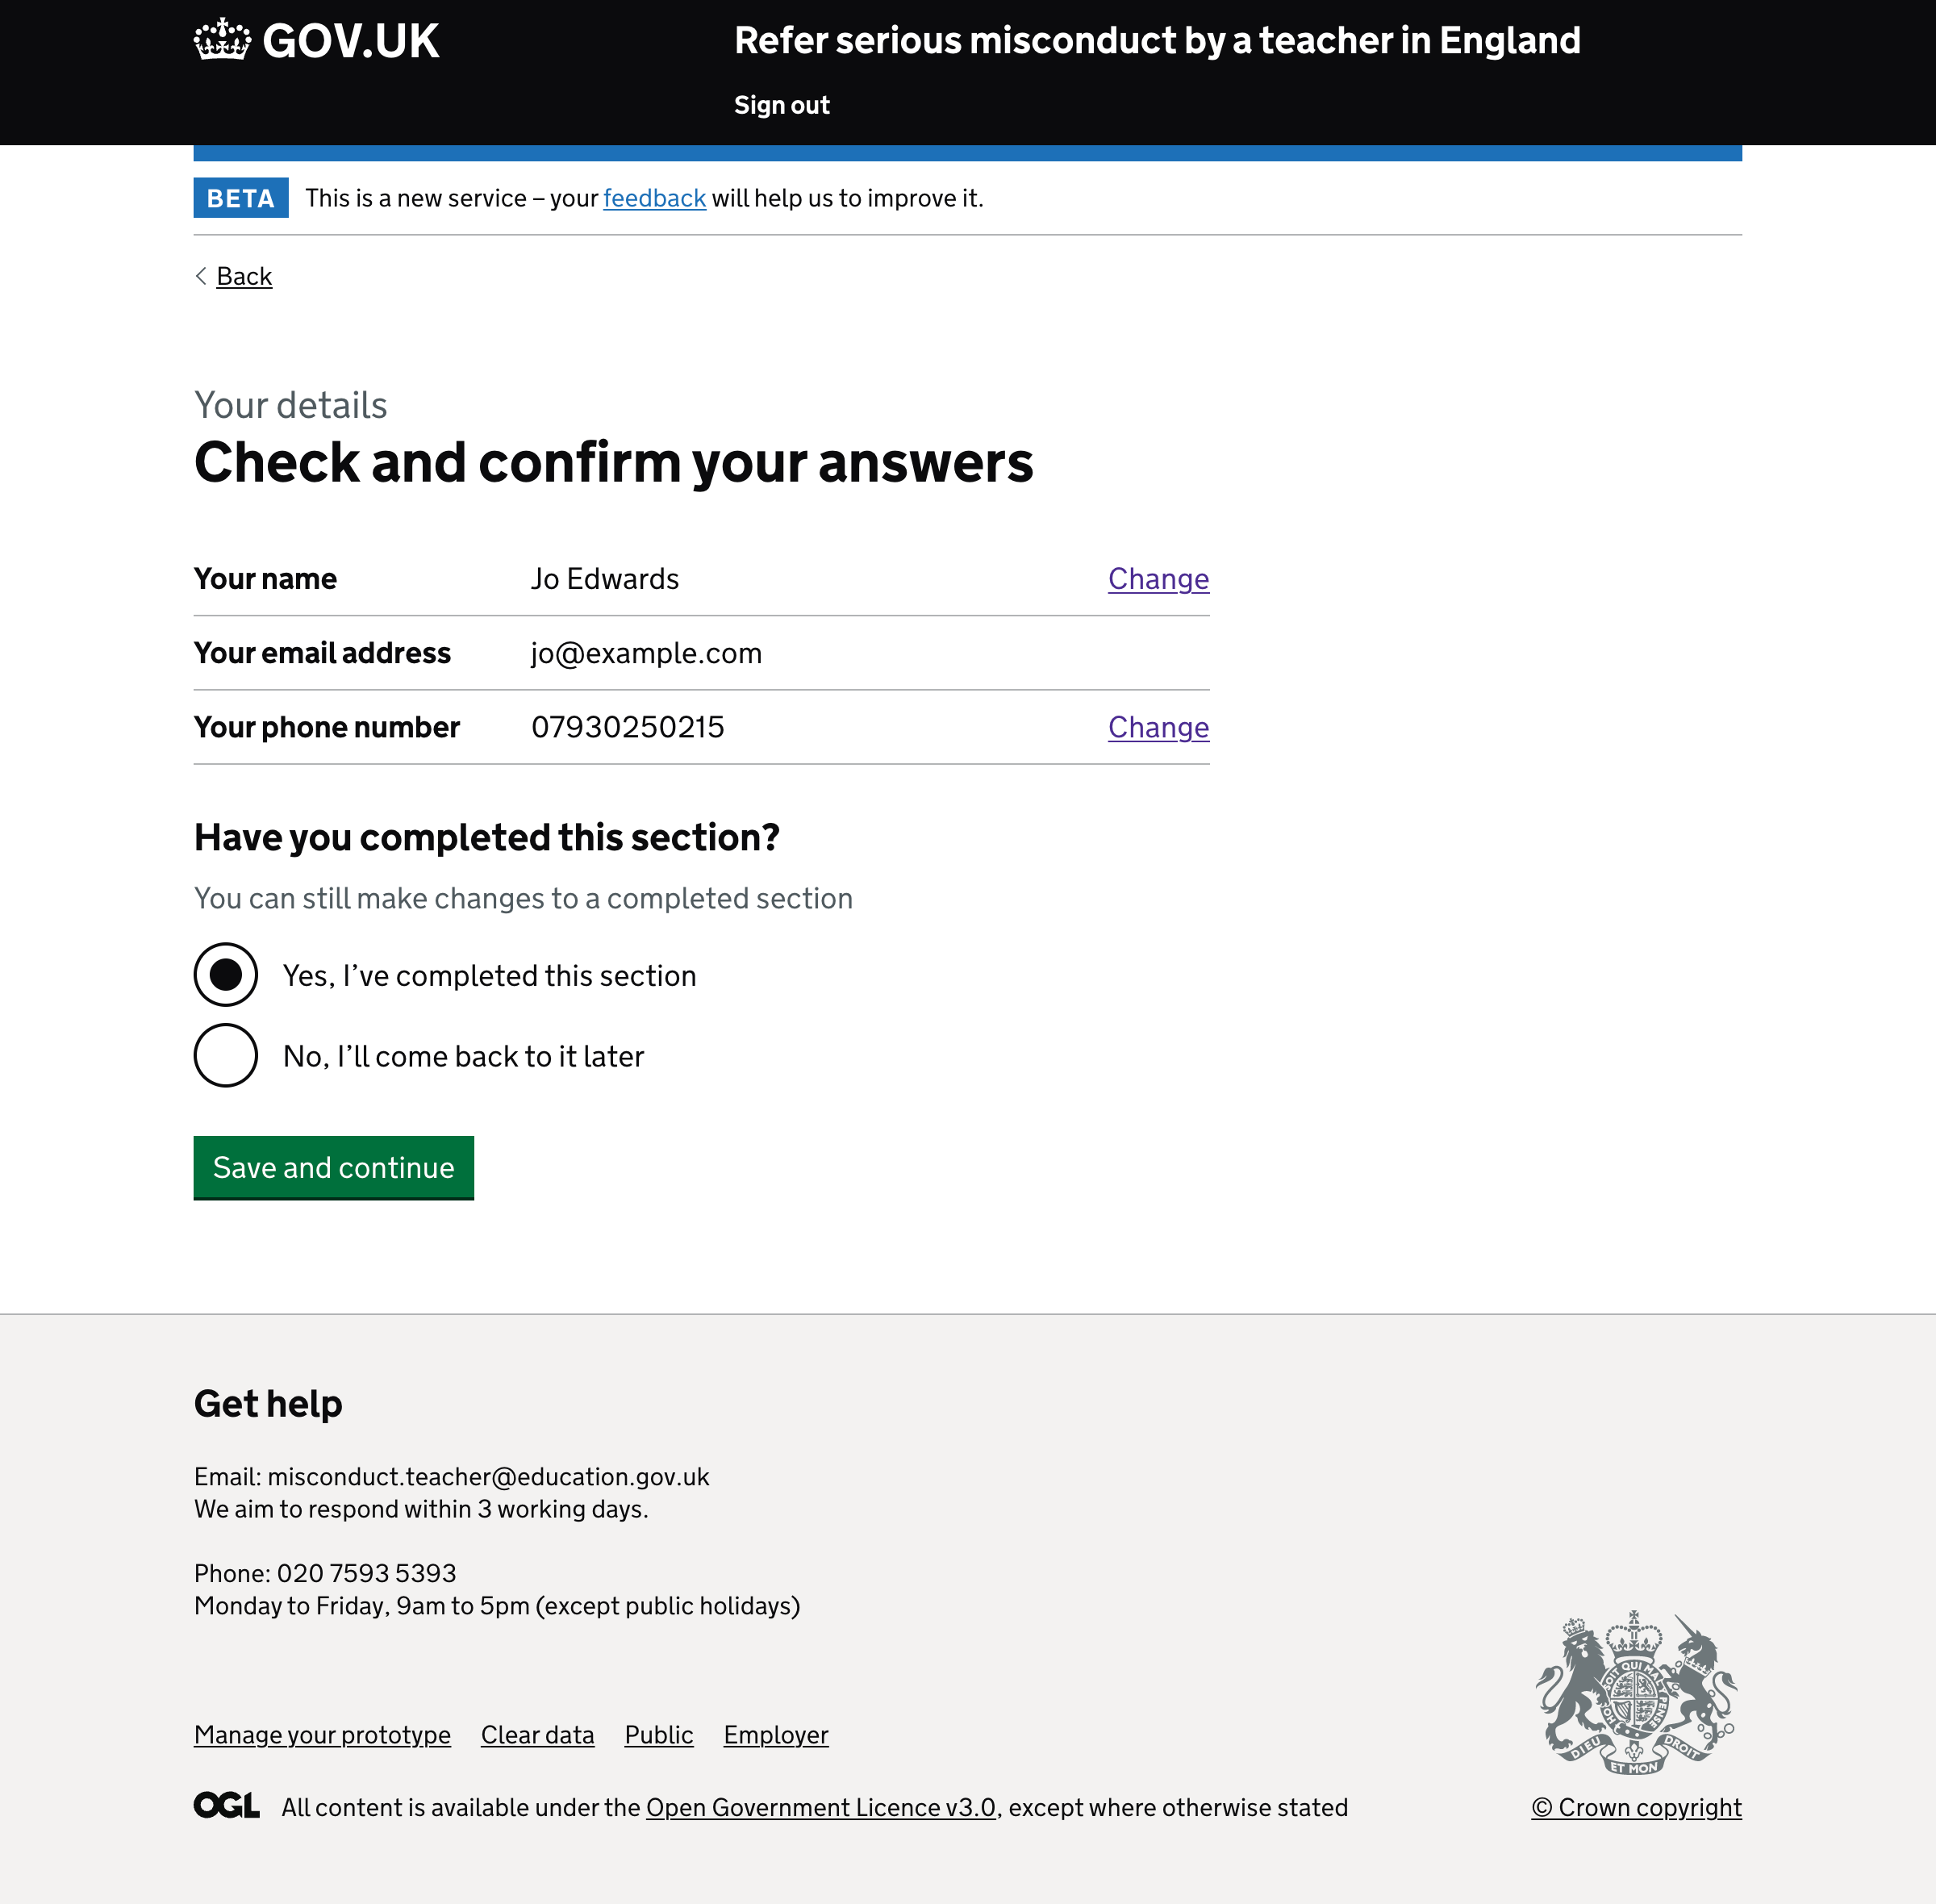 GOV.UK
Refer serious misconduct by a teacher in England
Sign out
BETA This is a new service – your feedback will help us to improve it.
Back
Your details
Check and confirm your answers
Your name Jo Edwards Change
Your email address jo@example.com
Your phone number 07930250215 Change
Have you completed this section?
You can still make changes to a completed section
Yes, I’ve completed this section
No, I’ll come back to it later
Save and continue
Get help
Email: misconduct.teacher@education.gov.uk
We aim to respond within 3 working days.
Phone: 020 7593 5393
Monday to Friday, 9am to 5pm (except public holidays)
Manage your prototype Clear data Public Employer
DIEU ET MON DROIT
OGL All content is available under the Open Government Licence v3.0, except where otherwise stated
© Crown copyright